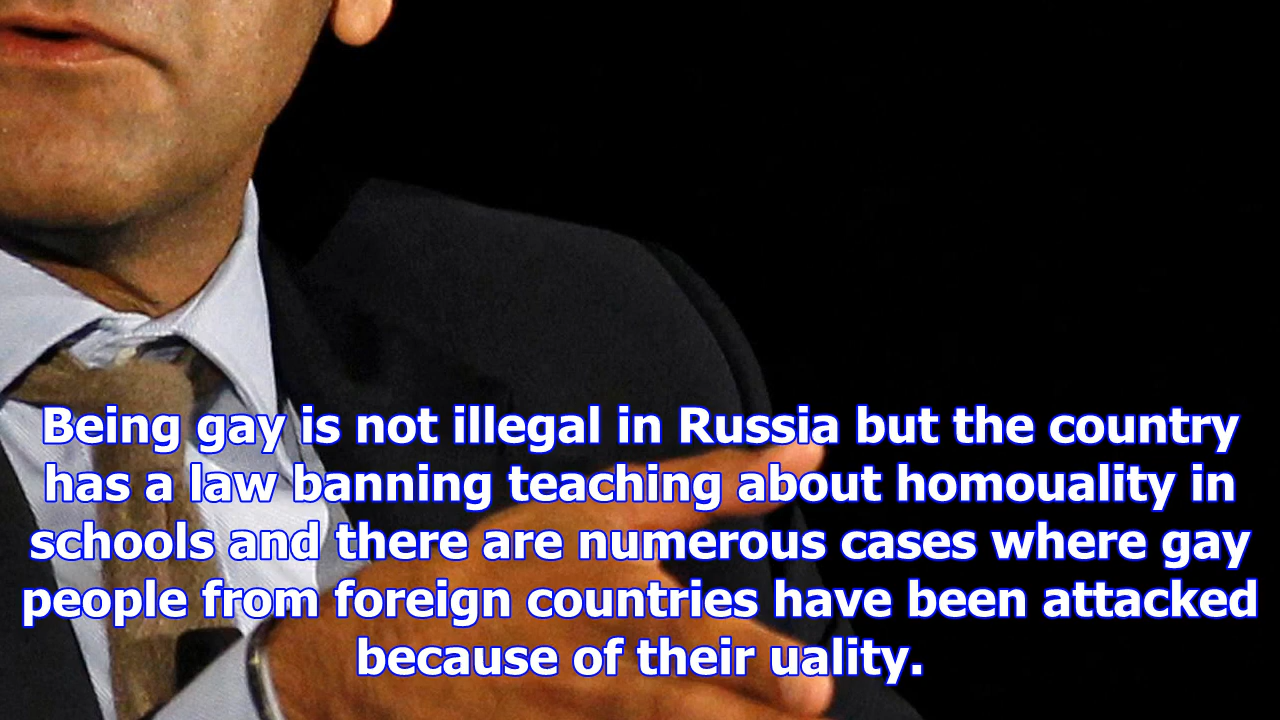 Being gay is not illegal in Russia but the country
has a law banning teaching about homouality in
schools and there are numerous cases where gay
people from foreign countries have been attacked
because of their uality.